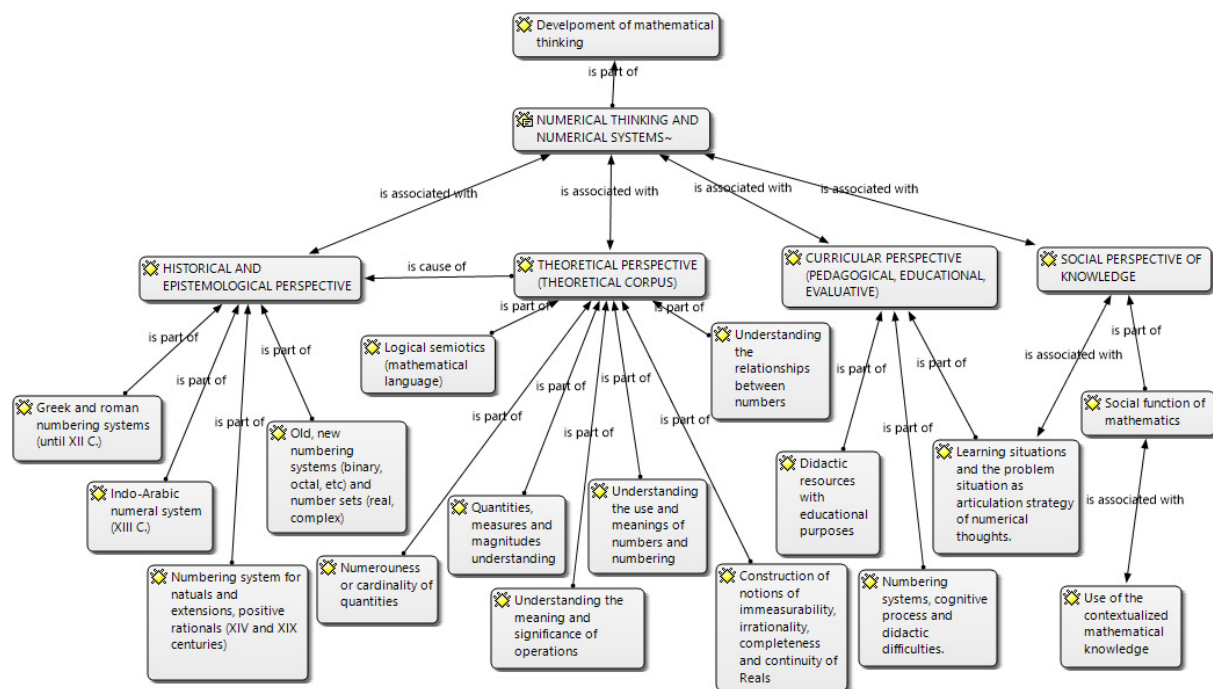 Develpoment of mathematical
thinking
is part of
NUMERICAL THINKING AND
NUMERICAL SYSTEMS~
is associated with
is associated with
is associated with
is associated with
HISTORICAL AND
EPISTEMOLOGICAL PERSPECTIVE
is cause of
THEORETICAL PERSPECTIVE
(THEORETICAL CORPUS)
CURRICULAR PERSPECTIVE
(PEDAGOGICAL, EDUCATIONAL,
EVALUATIVE)
SOCIAL PERSPECTIVE OF
KNOWLEDGE
is part of
is part of
is part of
is part of
Greek and roman
numbering systems
(until XII C.)
Indo-Arabic
numeral system
(XIII C.)
Numbering system for
natuals and
extensions, positive
rationals (XIV and XIX
centuries)
Old, new
numbering
systems (binary,
octal, etc) and
number sets (real,
complex)
is part of
is part of
is part of
is part of
is part of
is part of
is part of
Logical semiotics
(mathematical
language)
Understanding
the
relationships
between
numbers
Numerouness
or cardinality of
quantities
Quantities,
measures and
magnitudes
understanding
Understanding the
meaning and
significance of
operations
Understanding
the use and
meanings of
numbers and
numbering
Construction of
notions of
immeasurability,
irrationality,
completeness
and continuity of
Reals
is part of
is part of
is part of
Didactic
resources with
educational
purposes
Numbering
systems, cognitive
process and
didactic
difficulties.
Learning situations
and the problem
situation as
articulation strategy
of numerical
thoughts.
is associated with
is part of
Social function of
mathematics
is associated with
Use of the
contextualized
mathematical
knowledge